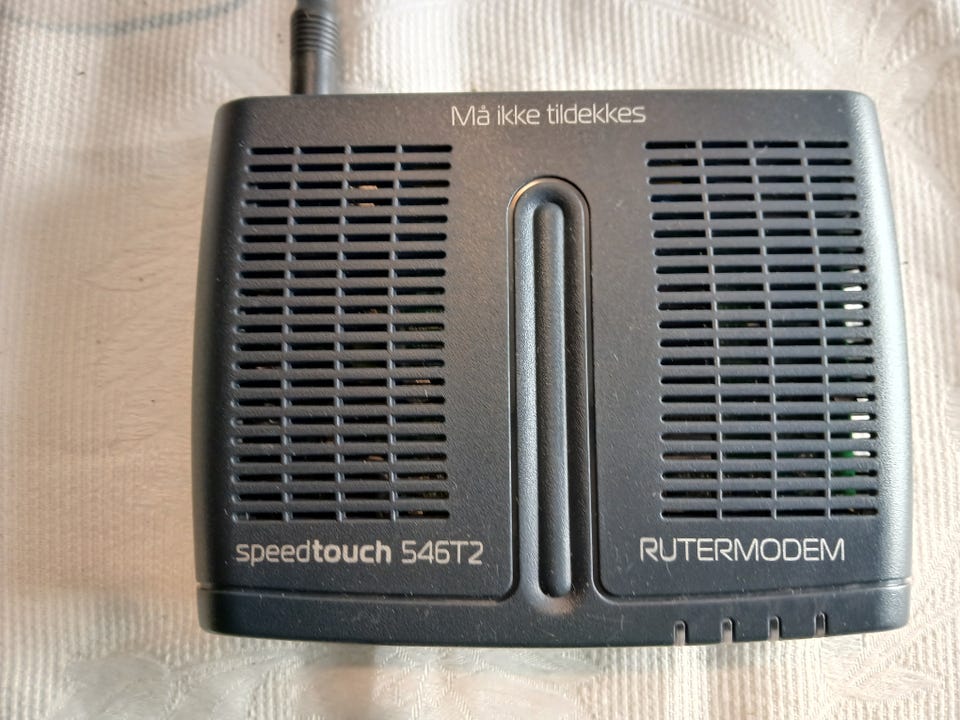 Må ikke tildekkes
speedtouch 546T2
RUTERMODEM